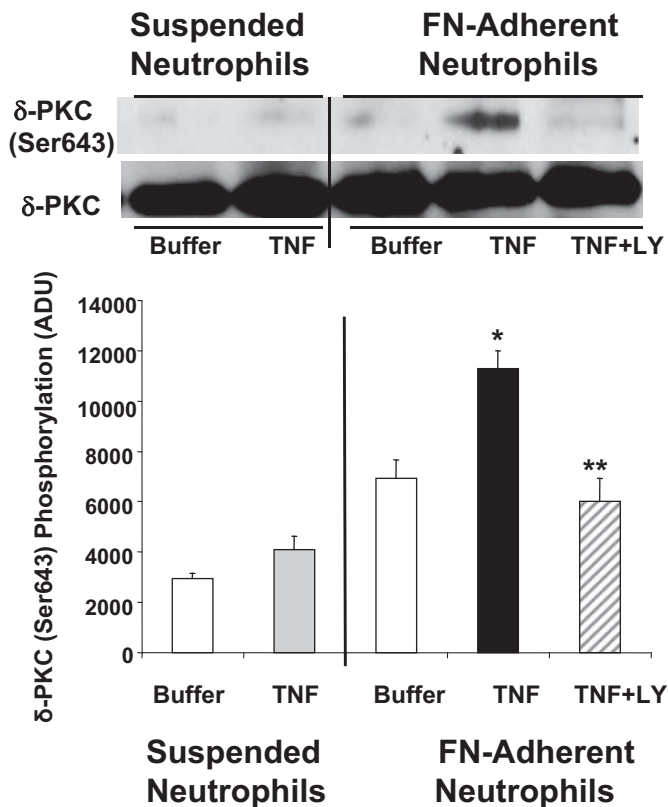 Suspended Neutrophils
FN-Adherent Neutrophils
δ-PKC
(Ser643)
δ-PKC
Buffer TNF Buffer TNF TNF+LY
δ-PKC (Ser643) Phosphorylation (ADU)
14000
12000
10000
8000
6000
4000
2000
0
*
**
Buffer TNF Buffer TNF TNF+LY
Suspended Neutrophils
FN-Adherent Neutrophils